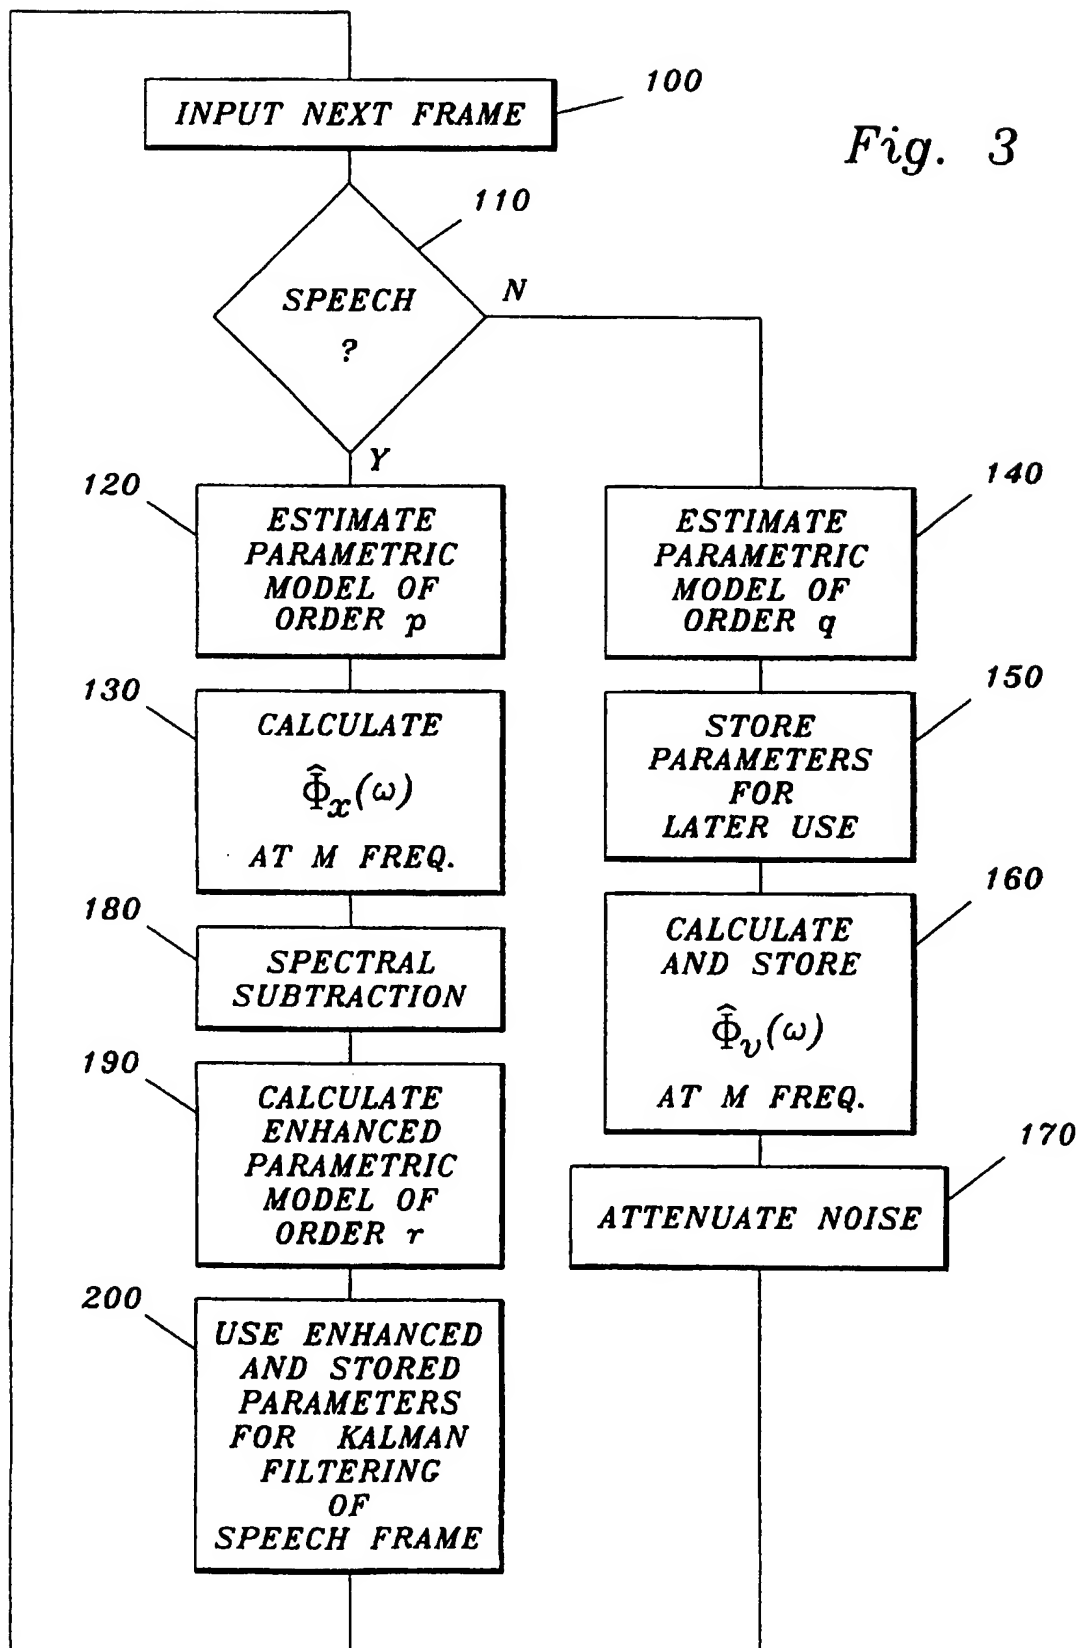 100
INPUT NEXT FRAME
Fig. 3
110
SPEECH
?
N
Y
120
ESTIMATE
PARAMETRIC
MODEL OF
ORDER p
130
CALCULATE
Φ̂x(ω)
AT M FREQ.
180
SPECTRAL
SUBTRACTION
190
CALCULATE
ENHANCED
PARAMETRIC
MODEL OF
ORDER r
200
USE ENHANCED
AND STORED
PARAMETERS
FOR KALMAN
FILTERING
OF
SPEECH FRAME
140
ESTIMATE
PARAMETRIC
MODEL OF
ORDER q
150
STORE
PARAMETERS
FOR
LATER USE
160
CALCULATE
AND STORE
Φ̂v(ω)
AT M FREQ.
170
ATTENUATE NOISE